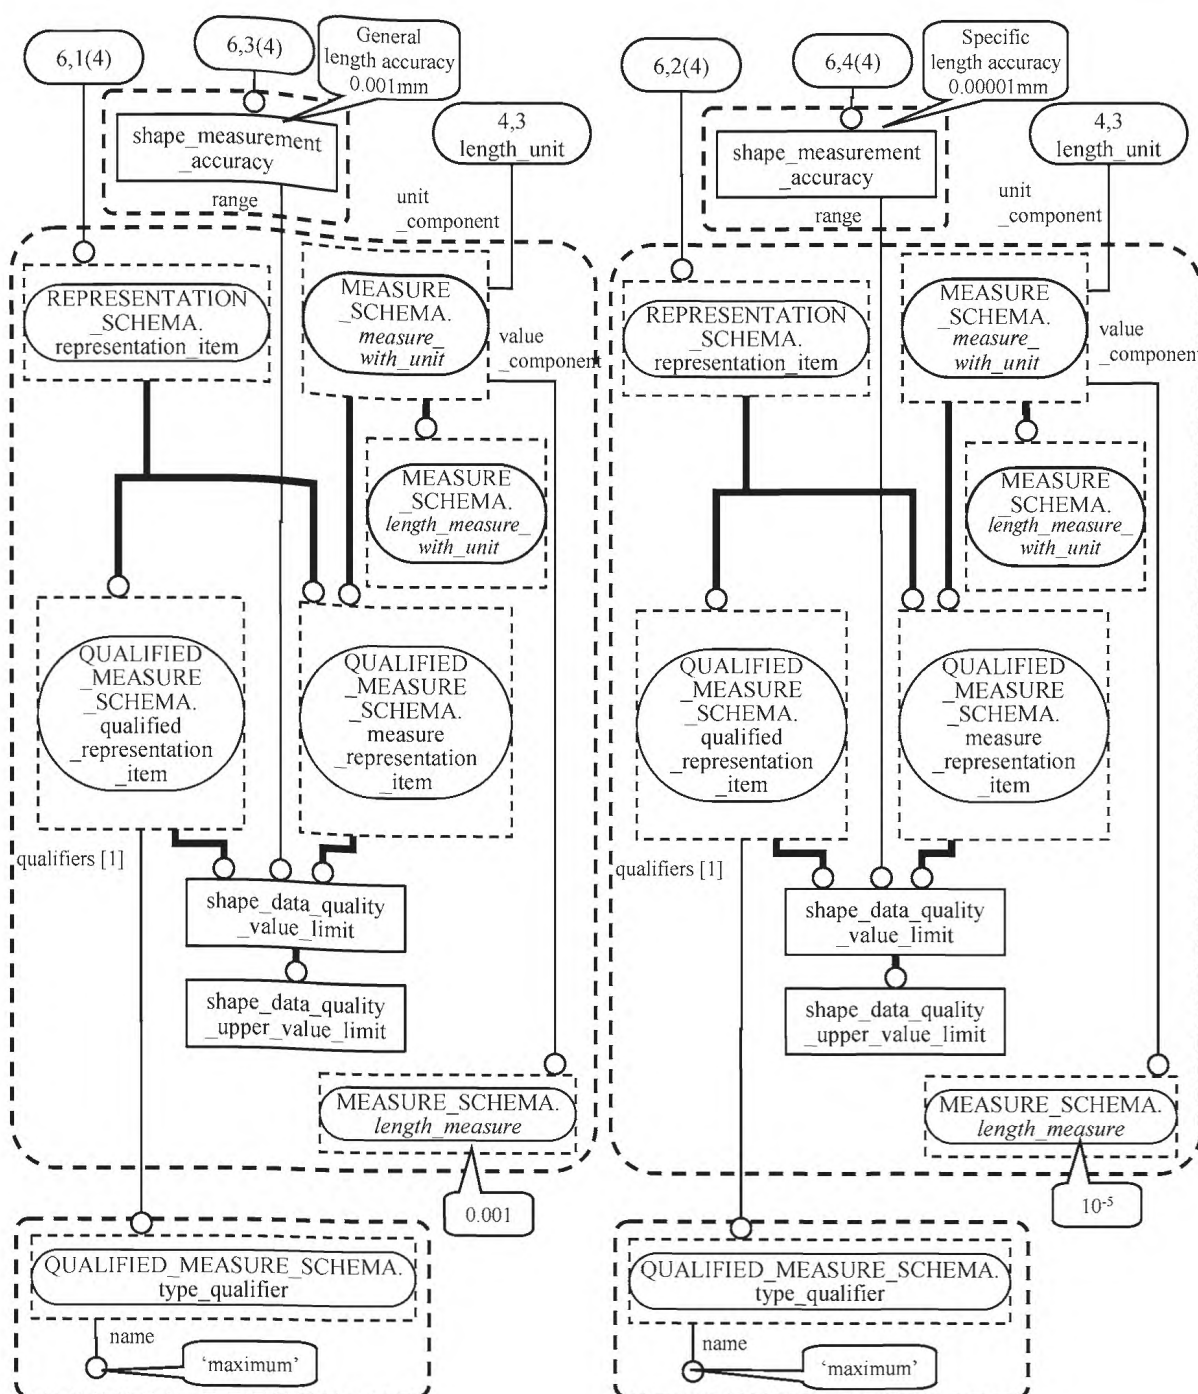 6,1(4)
6,3(4)
General
length accuracy
0.001mm
4,3
length_unit
shape_measurement
_accuracy
range
unit
_component
REPRESENTATION
_SCHEMA.
representation_item
MEASURE
_SCHEMA.
measure_
with_unit
value
_component
MEASURE
_SCHEMA.
length_measure_
with_unit
QUALIFIED
_MEASURE
_SCHEMA.
qualified
_representation
_item
QUALIFIED
_MEASURE
_SCHEMA.
measure
_representation
_item
qualifiers [1]
shape_data_quality
_value_limit
shape_data_quality
_upper_value_limit
MEASURE_SCHEMA.
length_measure
0.001
QUALIFIED_MEASURE_SCHEMA.
type_qualifier
name
‘maximum’
6,2(4)
6,4(4)
Specific
length accuracy
0.00001mm
4,3
length_unit
shape_measurement
_accuracy
range
unit
_component
REPRESENTATION
_SCHEMA.
representation_item
MEASURE
_SCHEMA.
measure_
with_unit
value
_component
MEASURE
_SCHEMA.
length_measure_
with_unit
QUALIFIED
_MEASURE
_SCHEMA.
qualified
_representation
_item
QUALIFIED
_MEASURE
_SCHEMA.
measure
_representation
_item
qualifiers [1]
shape_data_quality
_value_limit
shape_data_quality
_upper_value_limit
MEASURE_SCHEMA.
length_measure
10⁻⁵
QUALIFIED_MEASURE_SCHEMA.
type_qualifier
name
‘maximum’